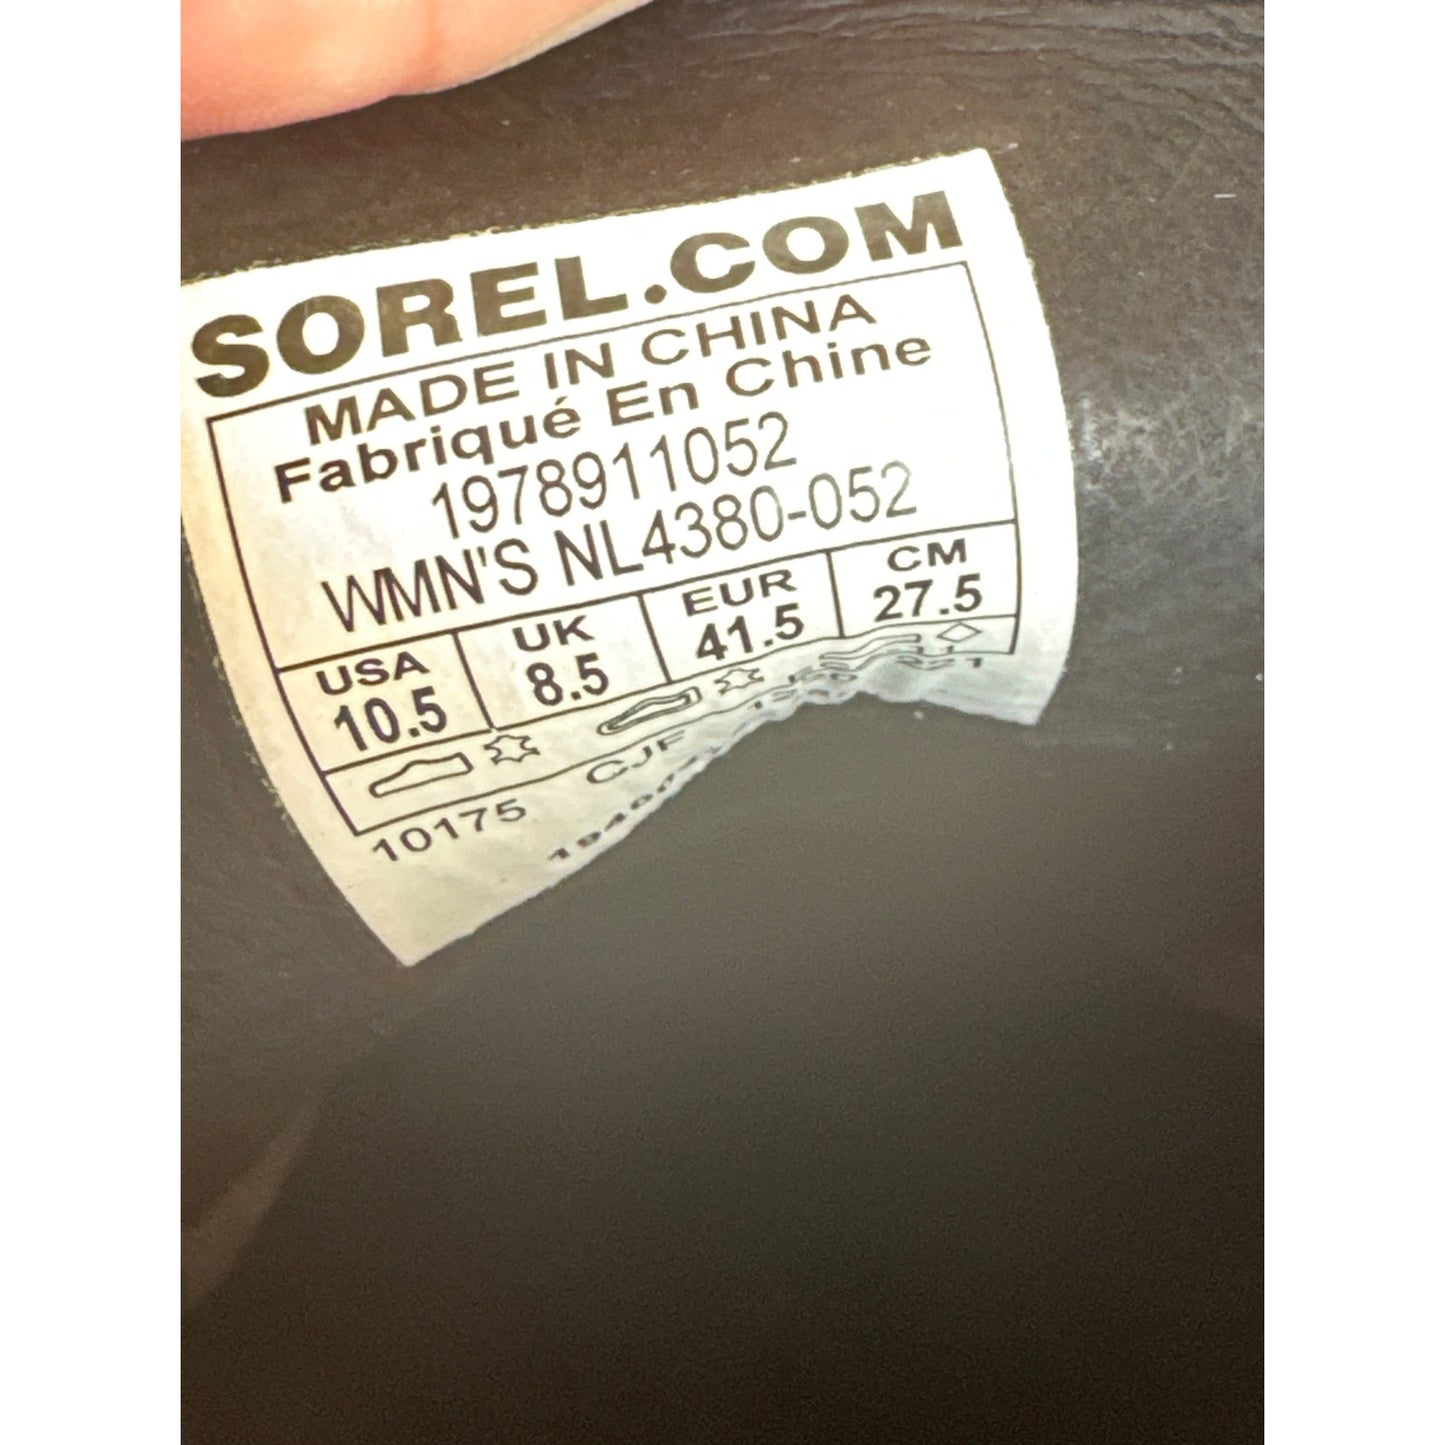 SOREL.COM
MADE IN CHINA
Fabriqué En Chine
1978911052
WMN'S NL4380-052
USA UK EUR CM
10.5 8.5 41.5 27.5
10175 CJF